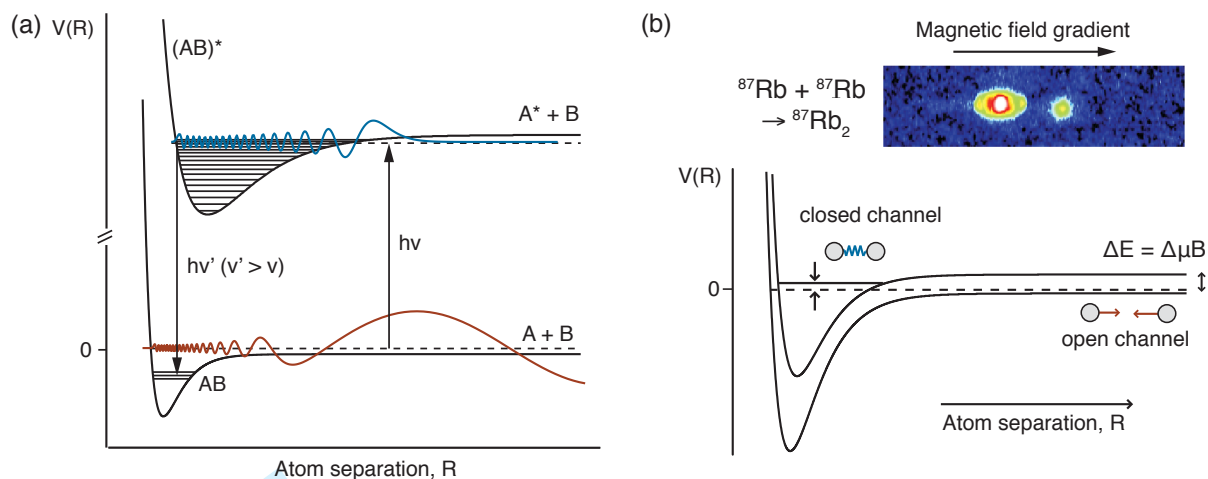 (a)
V(R)
(AB)*
A* + B
hν
hν' (ν' > ν)
A + B
0
AB
Atom separation, R
(b)
Magnetic field gradient
⁸⁷Rb + ⁸⁷Rb
→ ⁸⁷Rb₂
V(R)
closed channel
ΔE = ΔμB
0
open channel
Atom separation, R